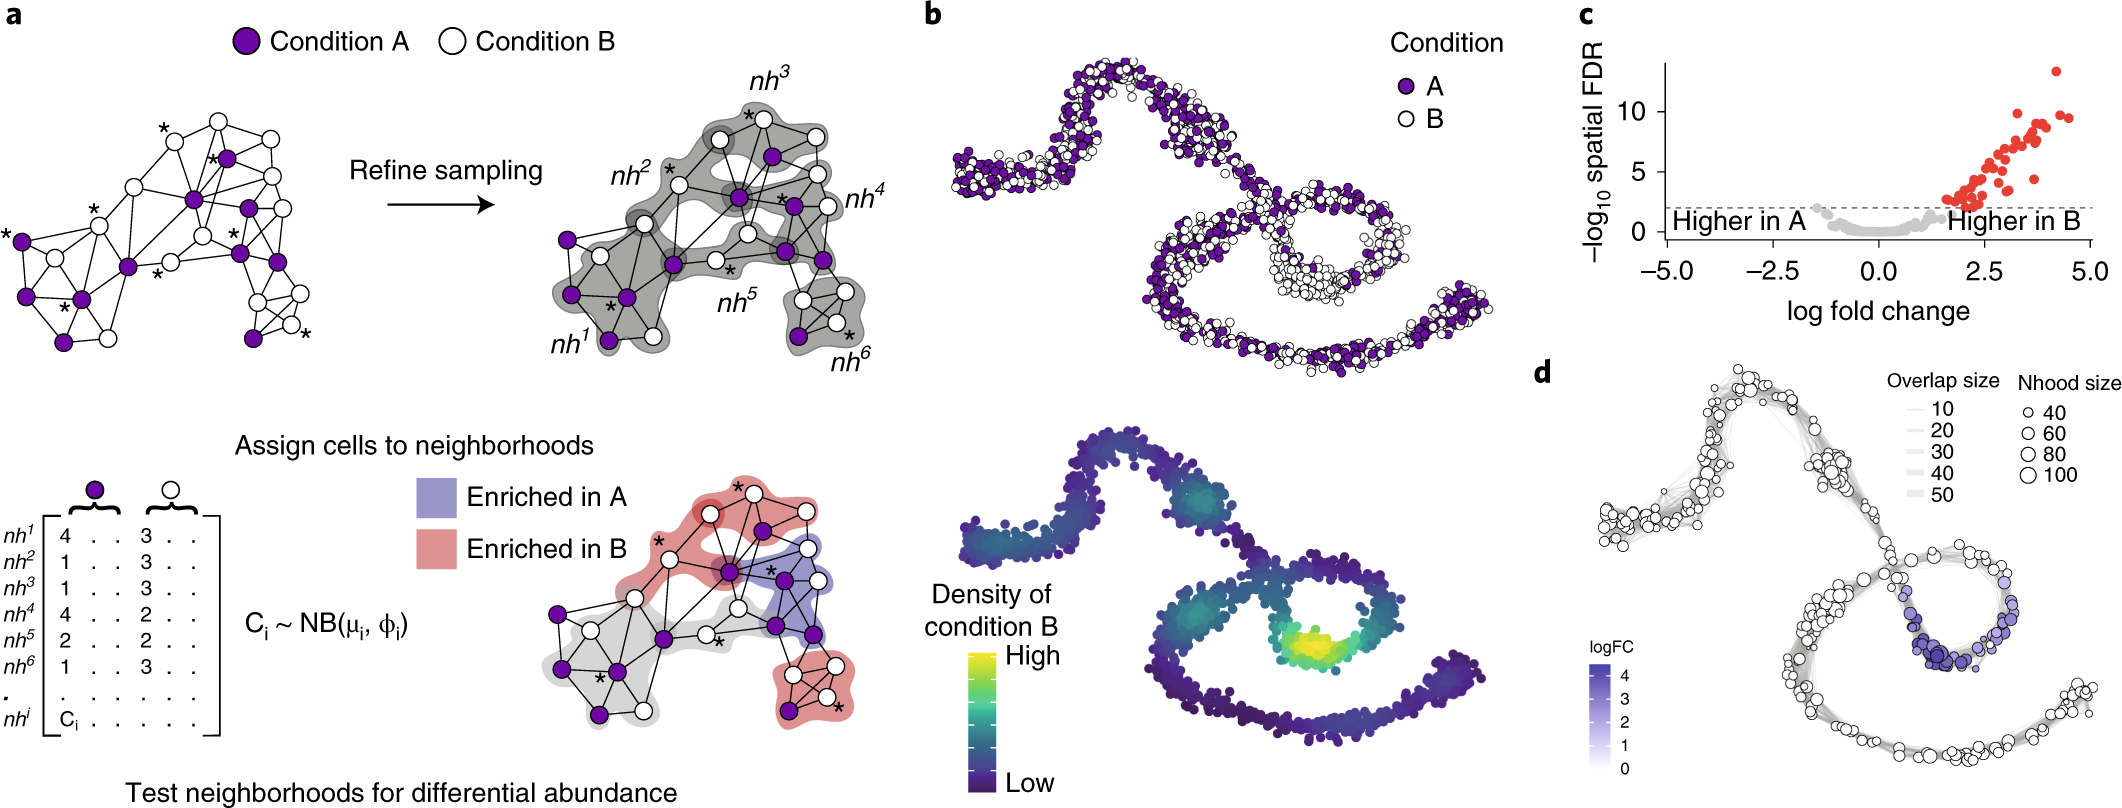 a
Condition A
Condition B
Refine sampling
nh1
nh2
nh3
nh4
nh5
nh6
*
*
*
*
*
*
*
*
*
*
*
*
*
Assign cells to neighborhoods
Enriched in A
Enriched in B
nh1 4 . . 3 . .
nh2 1 . . 3 . .
nh3 1 . . 3 . .
nh4 4 . . 2 . .
nh5 2 . . 2 . .
nh6 1 . . 3 . .
. . . . . . .
nhi Ci . . . . .
Ci ~ NB(μi, ϕi)
*
*
*
*
*
*
Test neighborhoods for differential abundance
b
Condition
A
B
Density of
condition B
High
Low
c
−log10 spatial FDR
10
5
0
Higher in A
Higher in B
−5.0 −2.5 0.0 2.5 5.0
log fold change
d
Overlap size
10
20
30
40
50
Nhood size
40
60
80
100
logFC
4
3
2
1
0